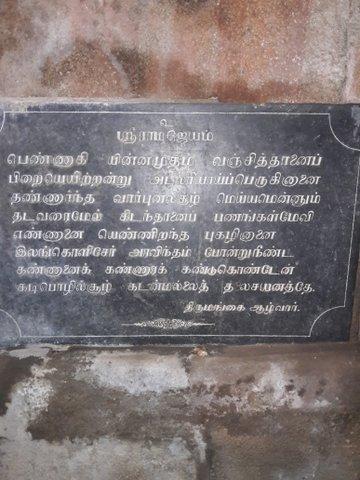 உ
ஸ்ரீராமஜெயம்
பெண்ணாகி யின்னமுதம் வஞ்சித்தானைப்
பிறையெயிற்றன்று அடலரியாய்ப்பெருகினானை
தண்ணார்ந்த வார்புனல்சூழ் மெய்யமென்னும்
தடவரைமேல் கிடந்தானை பணங்கள்மேவி
எண்ணானை யெண்ணிறந்த புகழினானை
இலங்கொளிசேர் அரவிந்தம் போன்றுநீண்ட
கண்ணானைக் கண்ணாரக் கண்டுகொண்டேன்
கடிபொழில்சூழ் கடன்மல்லைத் தலசயனத்தே.
திருமங்கை ஆழ்வார்.